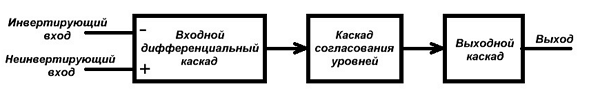 Инвертирующий
вход
-
Неинвертирующий
вход
+
Входной
дифференциальный
каскад
Каскад
согласования
уровней
Выходной
каскад
Выход